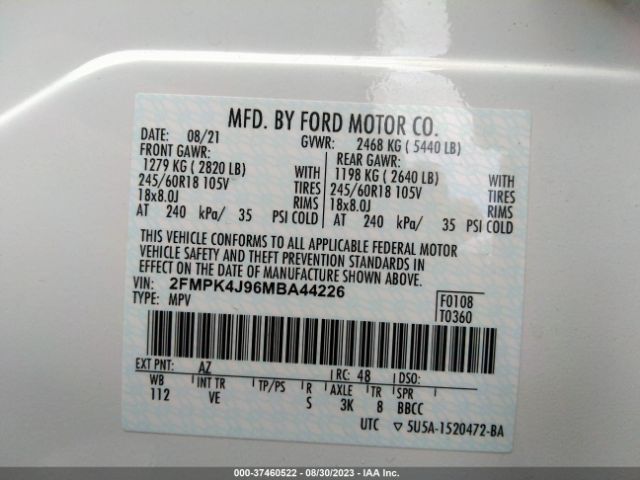 MFD. BY FORD MOTOR CO.
DATE: 08/21 GVWR: 2468 KG ( 5440 LB)
FRONT GAWR: REAR GAWR:
1279 KG ( 2820 LB) WITH 1198 KG ( 2640 LB) WITH
245/60R18 105V TIRES 245/60R18 105V TIRES
18x8.0J RIMS 18x8.0J RIMS
AT 240 kPa/ 35 PSI COLD AT 240 kPa/ 35 PSI COLD
THIS VEHICLE CONFORMS TO ALL APPLICABLE FEDERAL MOTOR
VEHICLE SAFETY AND THEFT PREVENTION STANDARDS IN
EFFECT ON THE DATE OF MANUFACTURE SHOWN ABOVE.
VIN: 2FMPK4J96MBA44226 F0108
TYPE: MPV T0360
EXT PNT: AZ RC: 48 DSO:
WB INT TR TP/PS R AXLE TR SPR
112 VE S 3K 8 BBCC
UTC ▽ 5U5A-1520472-BA
000-37460522 - 08/30/2023 - IAA Inc.